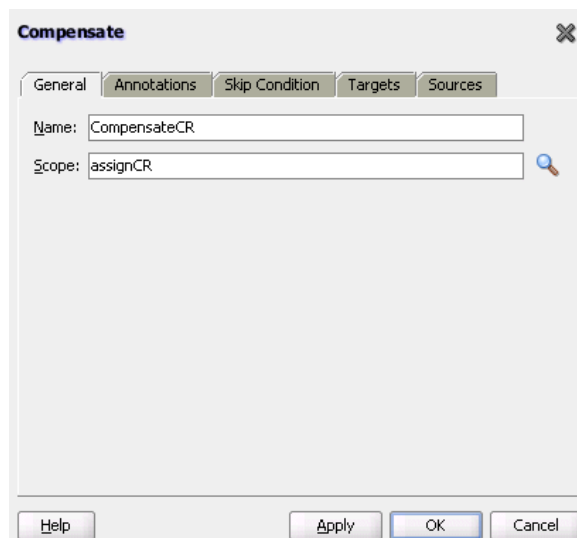 Compensate
General Annotations Skip Condition Targets Sources
Name: CompensateCR
Scope: assignCR
Help Apply OK Cancel